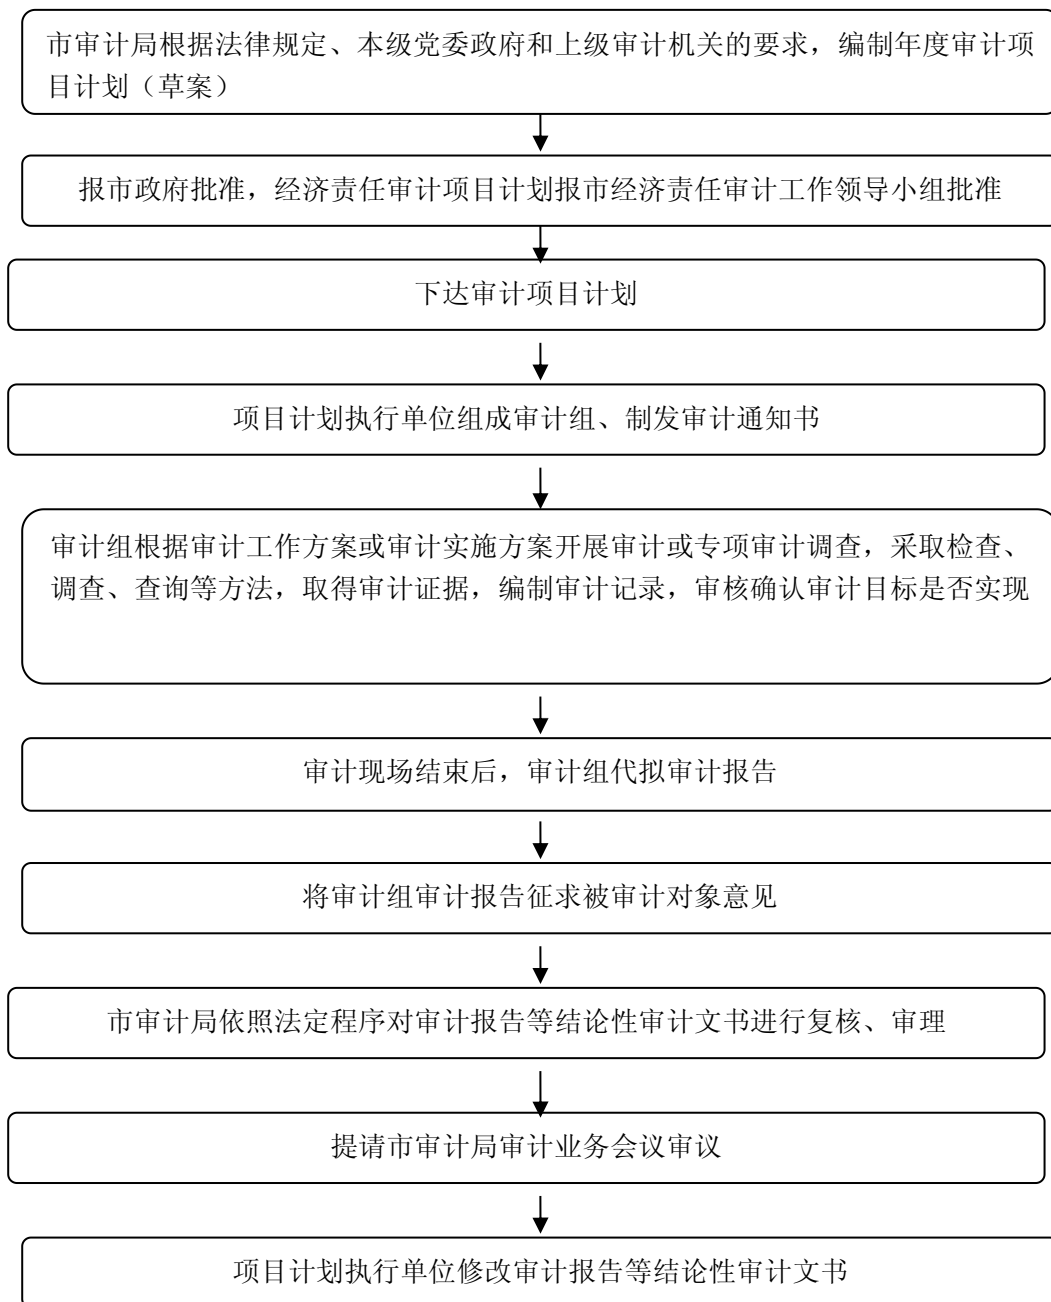 市审计局根据法律规定、本级党委政府和上级审计机关的要求，编制年度审计项
目计划（草案）
报市政府批准，经济责任审计项目计划报市经济责任审计工作领导小组批准
下达审计项目计划
项目计划执行单位组成审计组、制发审计通知书
审计组根据审计工作方案或审计实施方案开展审计或专项审计调查，采取检查、
调查、查询等方法，取得审计证据，编制审计记录，审核确认审计目标是否实现
审计现场结束后，审计组代拟审计报告
将审计组审计报告征求被审计对象意见
市审计局依照法定程序对审计报告等结论性审计文书进行复核、审理
提请市审计局审计业务会议审议
项目计划执行单位修改审计报告等结论性审计文书